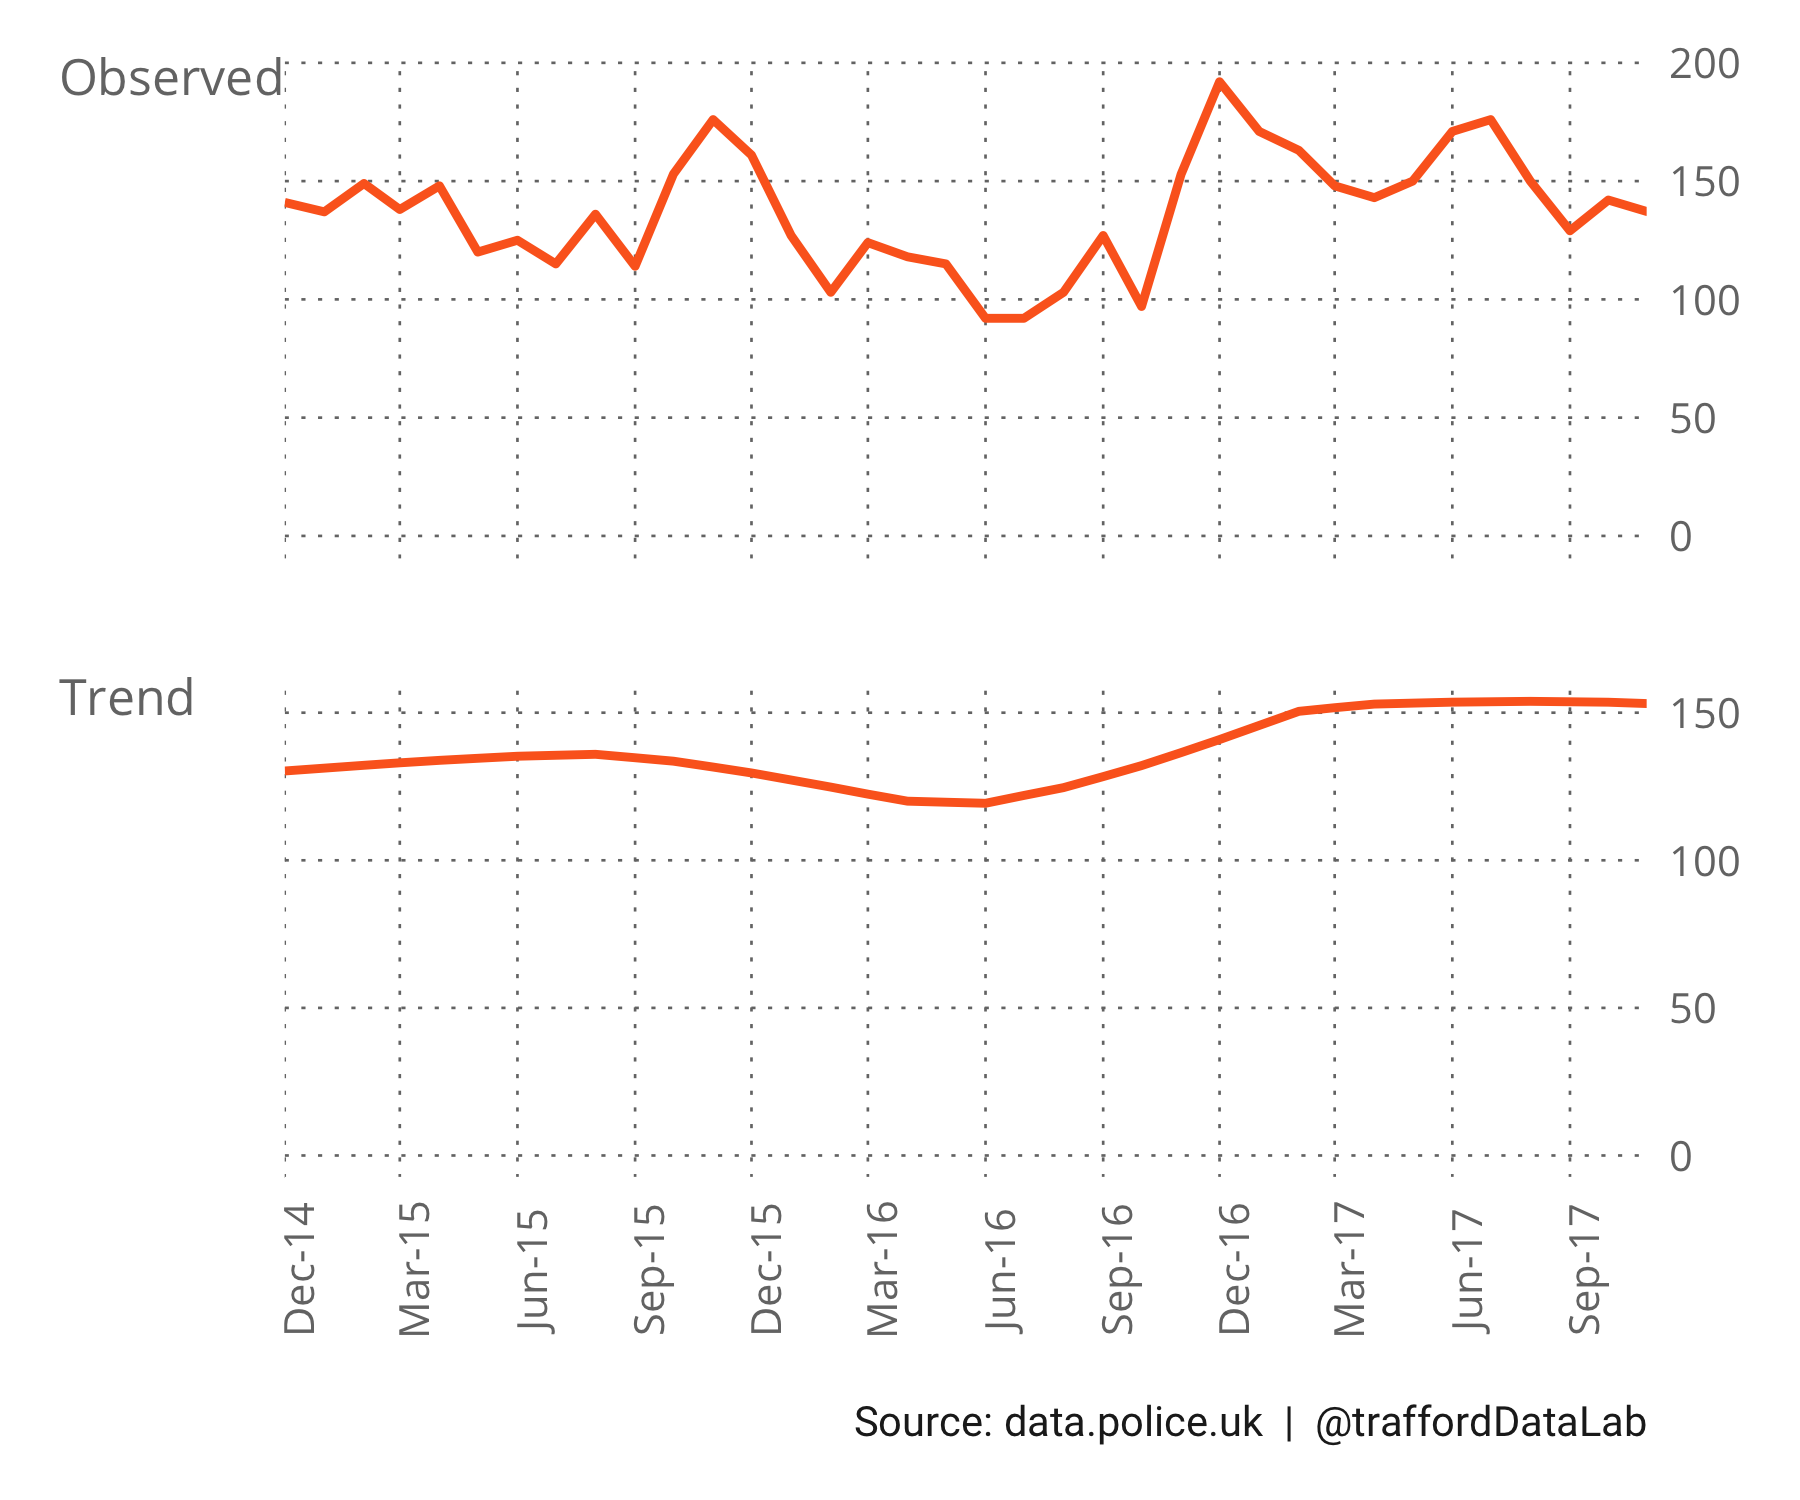 Observed
200
150
100
50
0
Trend
150
100
50
0
Dec-14
Mar-15
Jun-15
Sep-15
Dec-15
Mar-16
Jun-16
Sep-16
Dec-16
Mar-17
Jun-17
Sep-17
Source: data.police.uk | @traffordDataLab